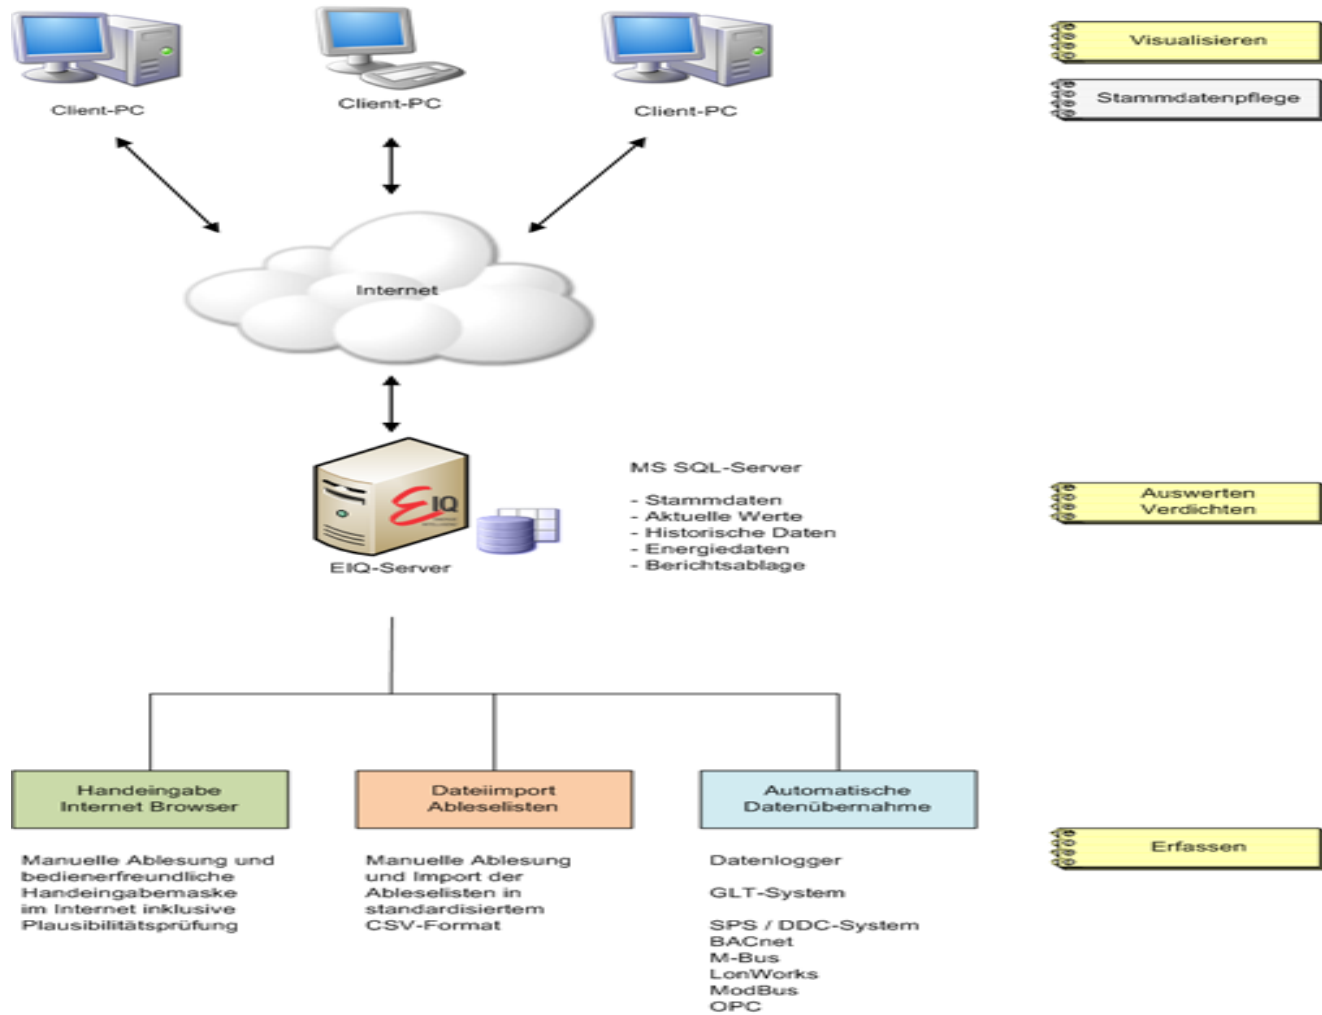 Client-PC
Client-PC
Client-PC
Visualisieren
Stammdatenpflege
Internet
EIQ
EIQ-Server
MS SQL-Server
- Stammdaten
- Aktuelle Werte
- Historische Daten
- Energiedaten
- Berichtsablage
Auswerten
Verdichten
Handeingabe
Internet Browser
Dateiimport
Ableselisten
Automatische
Datenübernahme
Manuelle Ablesung und
bedienerfreundliche
Handeingabemaske
im Internet inklusive
Plausibilitätsprüfung
Manuelle Ablesung
und Import der
Ableselisten in
standardisiertem
CSV-Format
Datenlogger
GLT-System
SPS / DDC-System
BACnet
M-Bus
LonWorks
ModBus
OPC
Erfassen